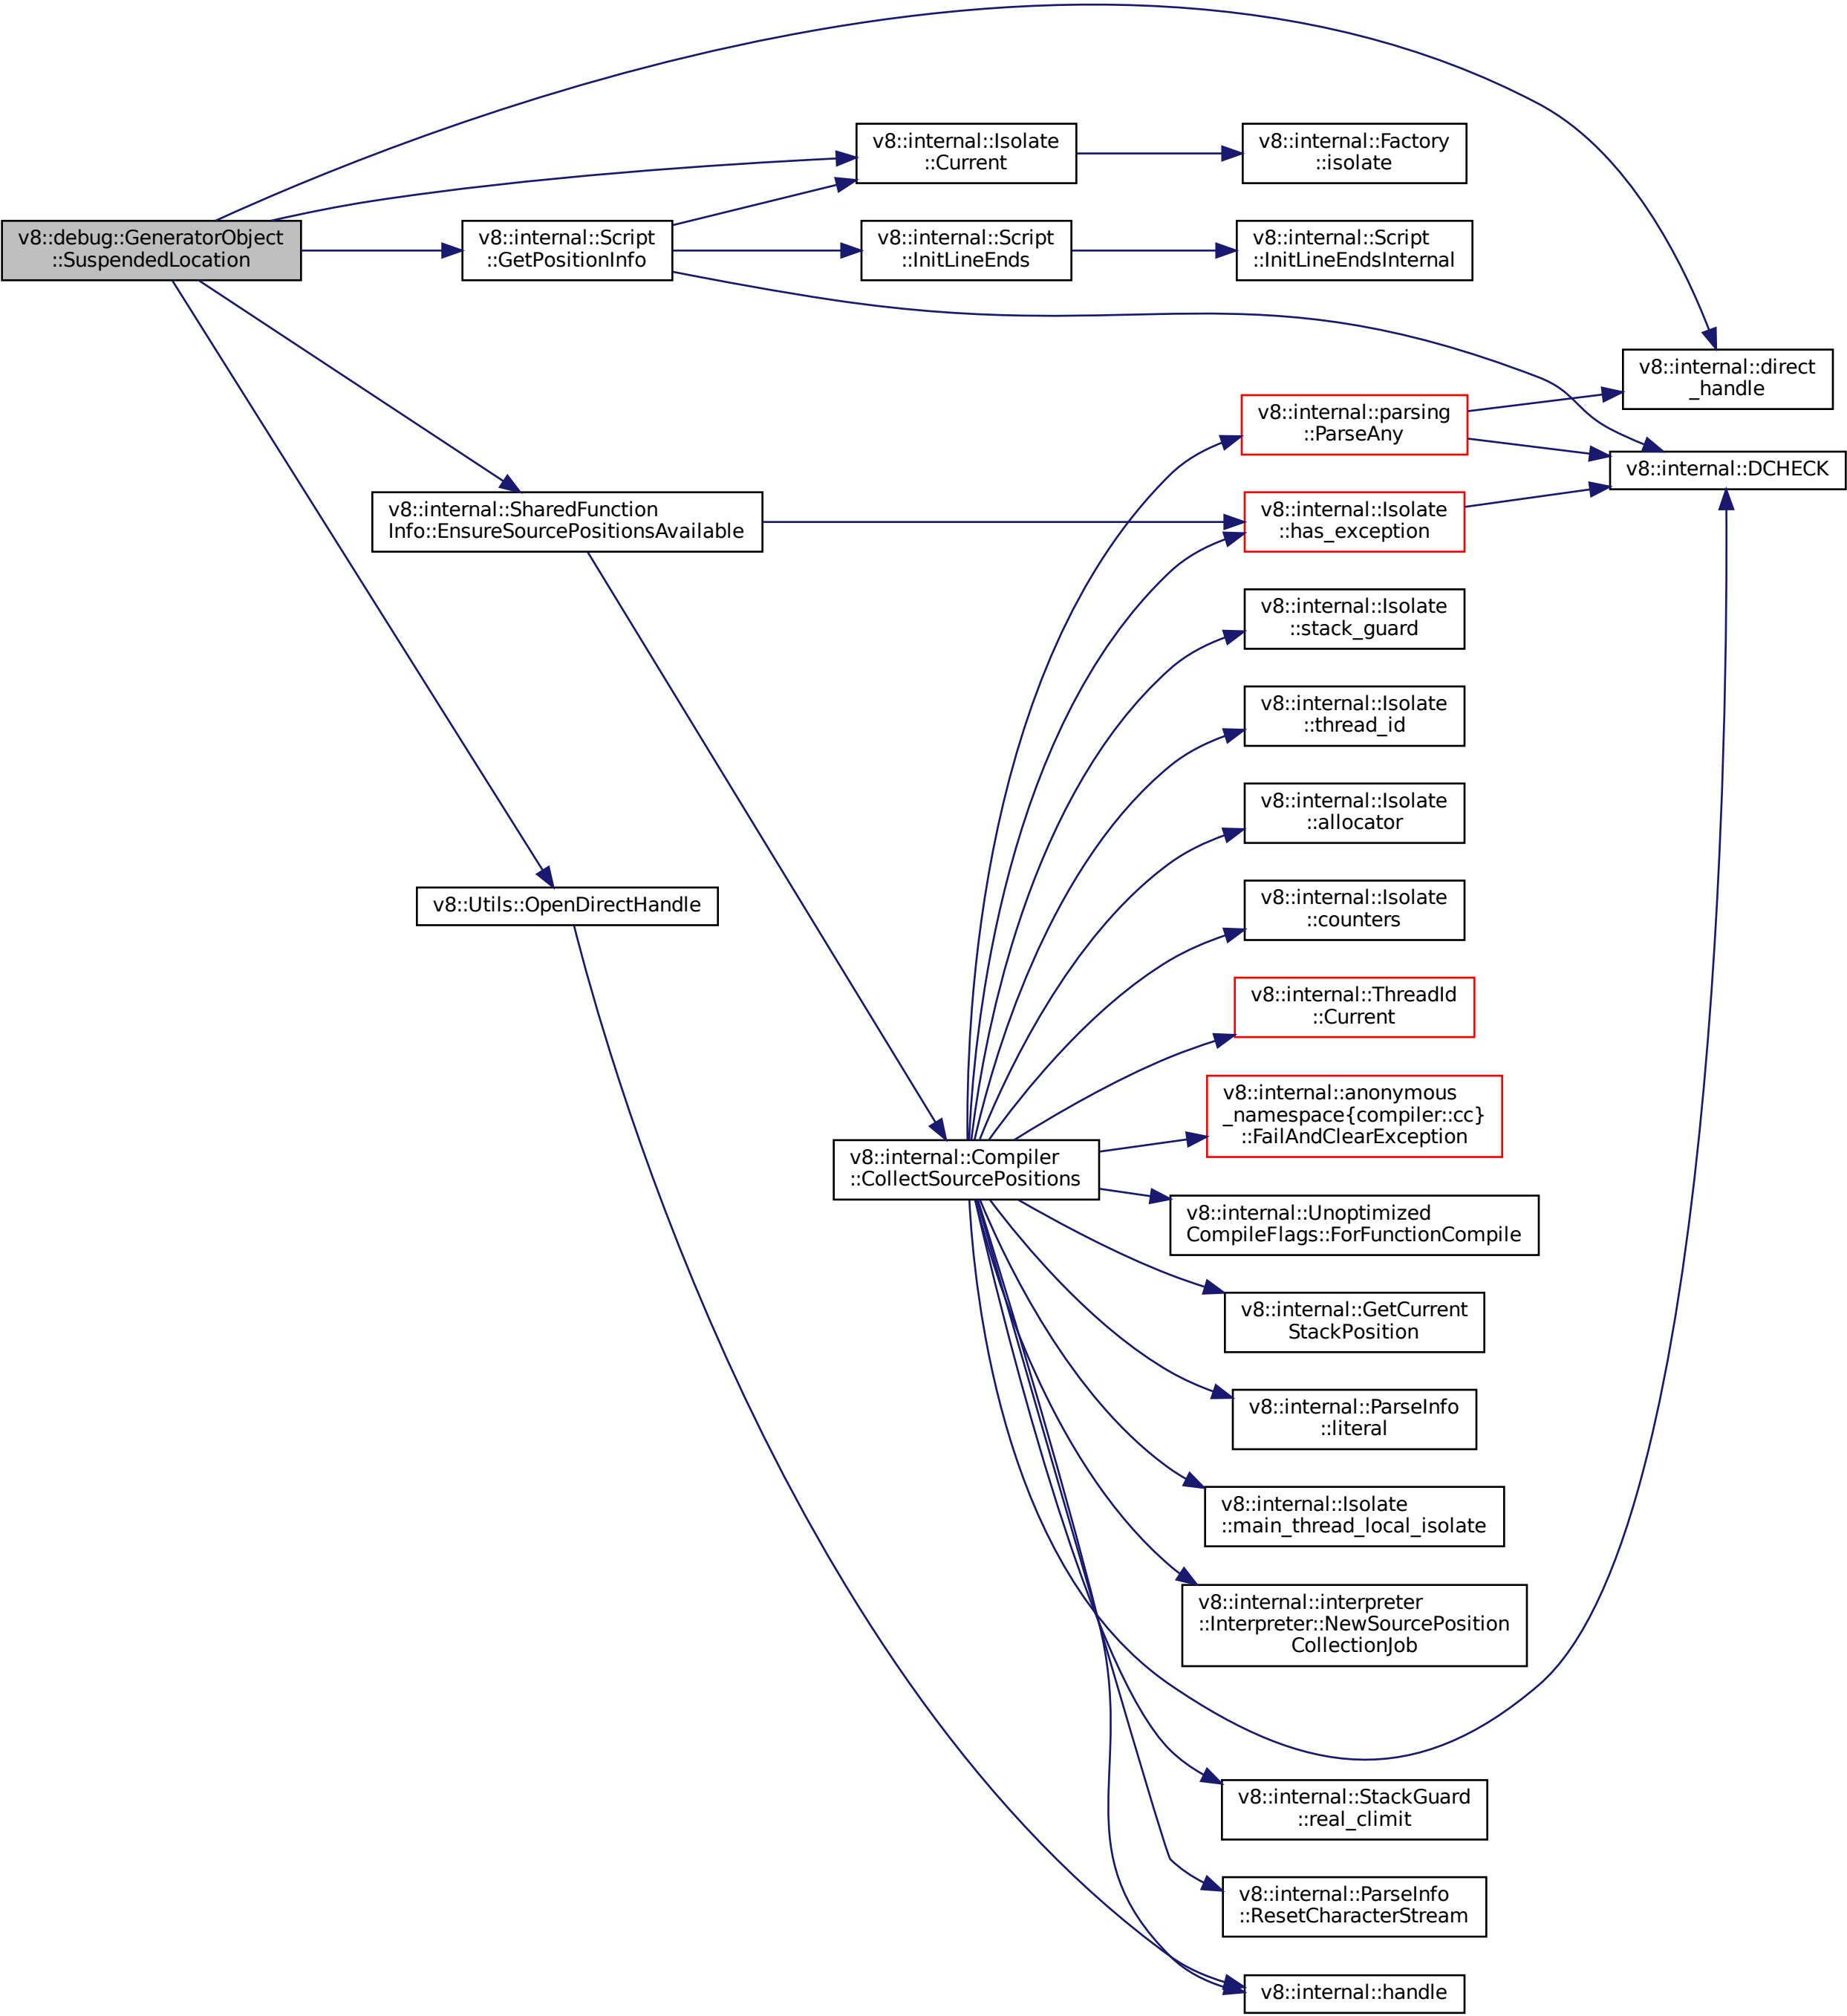 v8::debug::GeneratorObject
::SuspendedLocation
v8::internal::Script
::GetPositionInfo
v8::internal::SharedFunction
Info::EnsureSourcePositionsAvailable
v8::Utils::OpenDirectHandle
v8::internal::Isolate
::Current
v8::internal::Script
::InitLineEnds
v8::internal::Compiler
::CollectSourcePositions
v8::internal::Factory
::isolate
v8::internal::Script
::InitLineEndsInternal
v8::internal::parsing
::ParseAny
v8::internal::Isolate
::has_exception
v8::internal::Isolate
::stack_guard
v8::internal::Isolate
::thread_id
v8::internal::Isolate
::allocator
v8::internal::Isolate
::counters
v8::internal::ThreadId
::Current
v8::internal::anonymous
_namespace{compiler::cc}
::FailAndClearException
v8::internal::Unoptimized
CompileFlags::ForFunctionCompile
v8::internal::GetCurrent
StackPosition
v8::internal::ParseInfo
::literal
v8::internal::Isolate
::main_thread_local_isolate
v8::internal::interpreter
::Interpreter::NewSourcePosition
CollectionJob
v8::internal::StackGuard
::real_climit
v8::internal::ParseInfo
::ResetCharacterStream
v8::internal::handle
v8::internal::direct
_handle
v8::internal::DCHECK